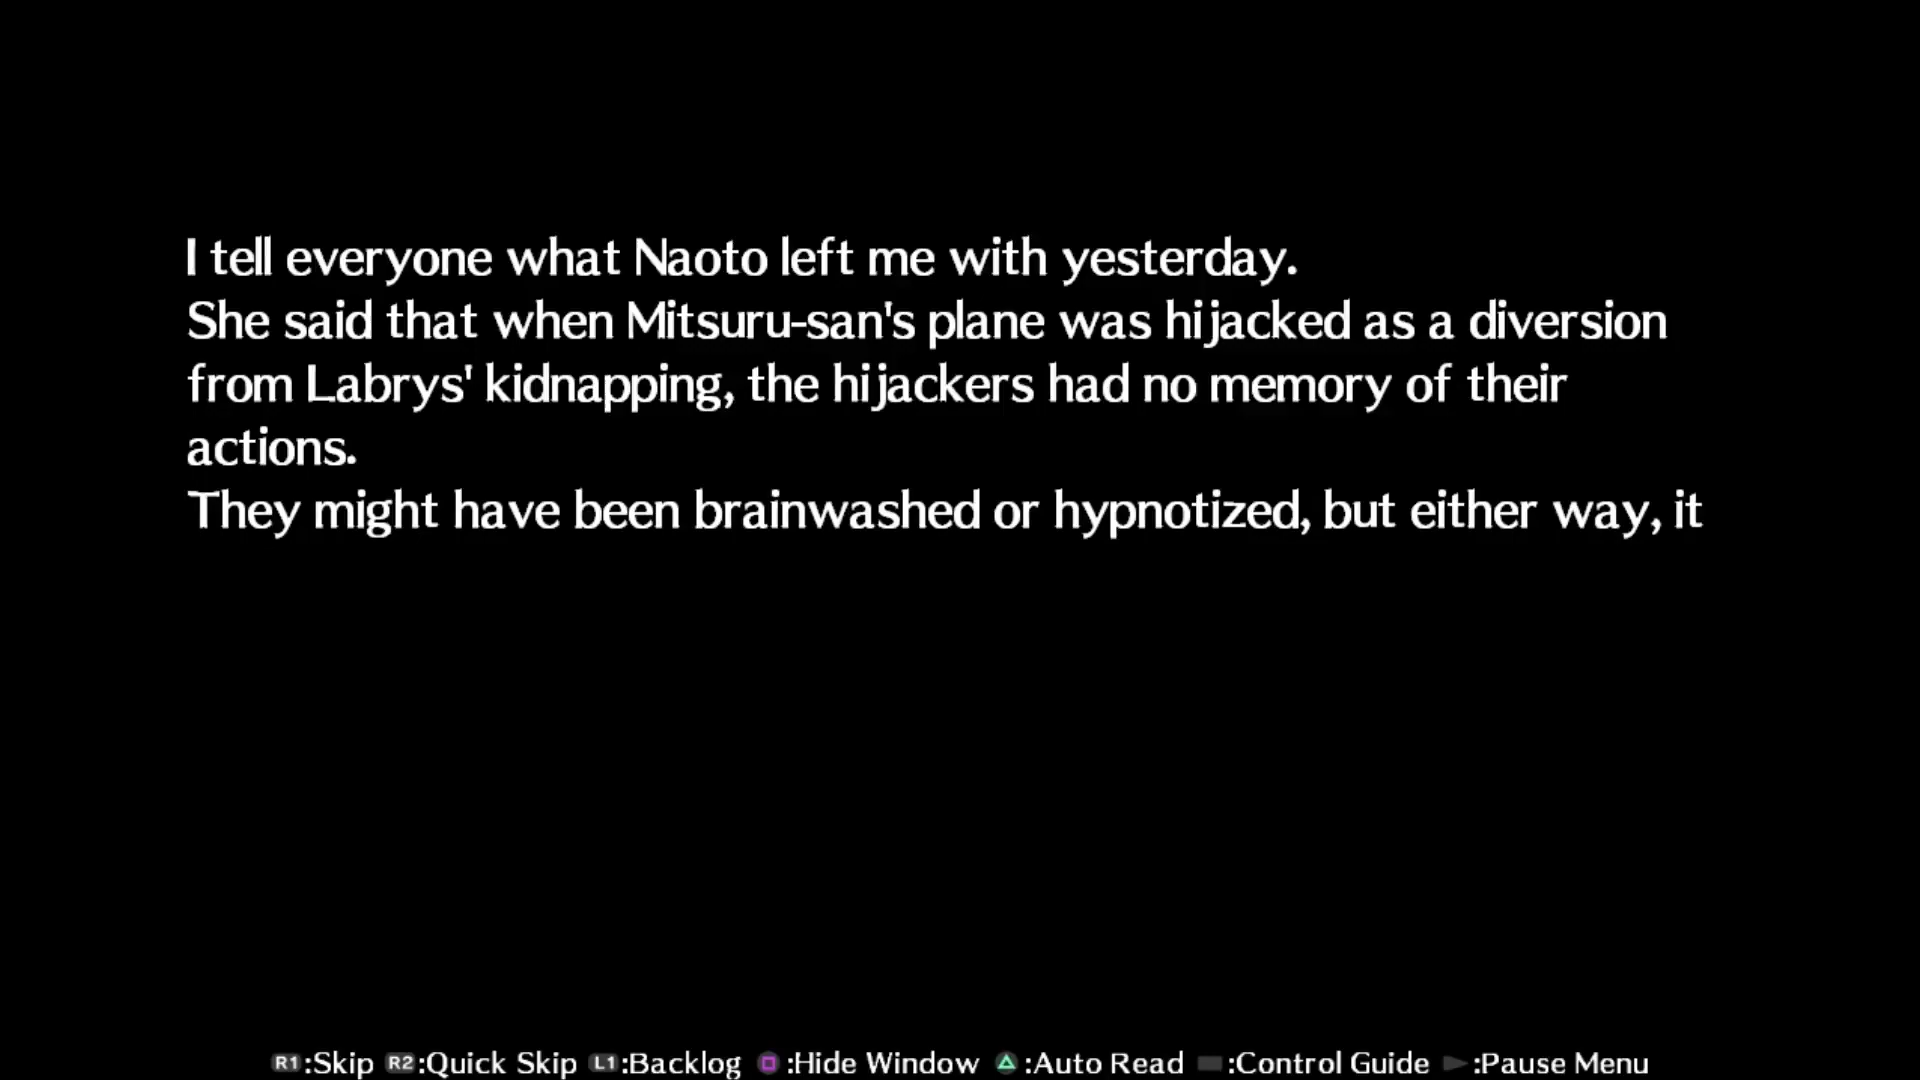 I tell everyone what Naoto left me with yesterday.
She said that when Mitsuru-san's plane was hijacked as a diversion
from Labrys' kidnapping, the hijackers had no memory of their
actions.
They might have been brainwashed or hypnotized, but either way, it
R1:Skip R2:Quick Skip L1:Backlog :Hide Window :Auto Read :Control Guide :Pause Menu